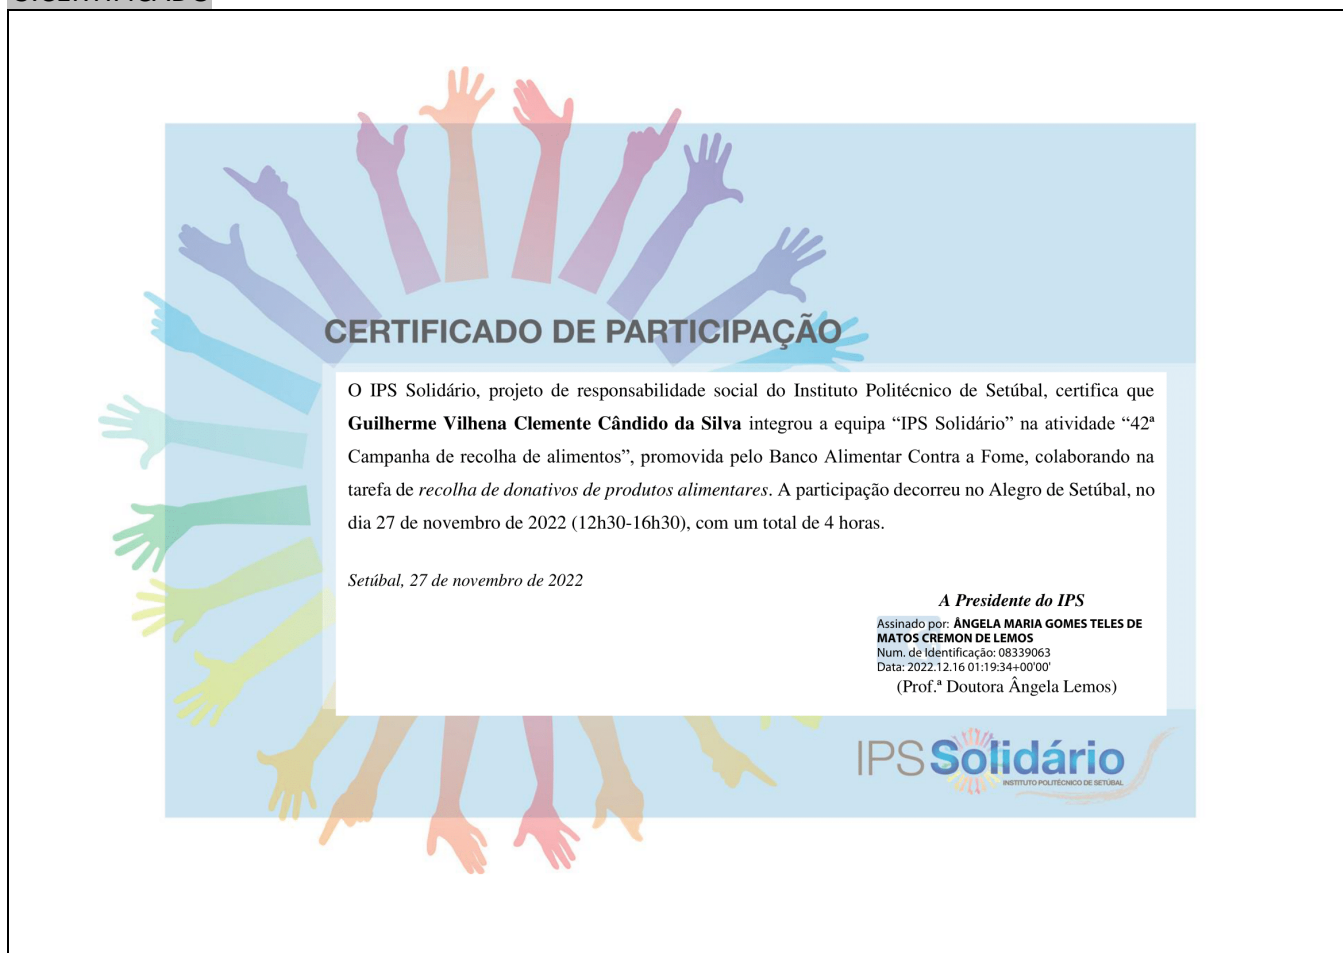 CERTIFICADO DE PARTICIPAÇÃO
O IPS Solidário, projeto de responsabilidade social do Instituto Politécnico de Setúbal, certifica que
Guilherme Vilhena Clemente Cândido da Silva integrou a equipa “IPS Solidário” na atividade “42ª
Campanha de recolha de alimentos”, promovida pelo Banco Alimentar Contra a Fome, colaborando na
tarefa de recolha de donativos de produtos alimentares. A participação decorreu no Alegro de Setúbal, no
dia 27 de novembro de 2022 (12h30-16h30), com um total de 4 horas.
Setúbal, 27 de novembro de 2022
A Presidente do IPS
Assinado por: ÂNGELA MARIA GOMES TELES DE
MATOS CREMON DE LEMOS
Num. de Identificação: 08339063
Data: 2022.12.16 01:19:34+00'00'
(Prof.ª Doutora Ângela Lemos)
IPS Solidário
INSTITUTO POLITÉCNICO DE SETÚBAL